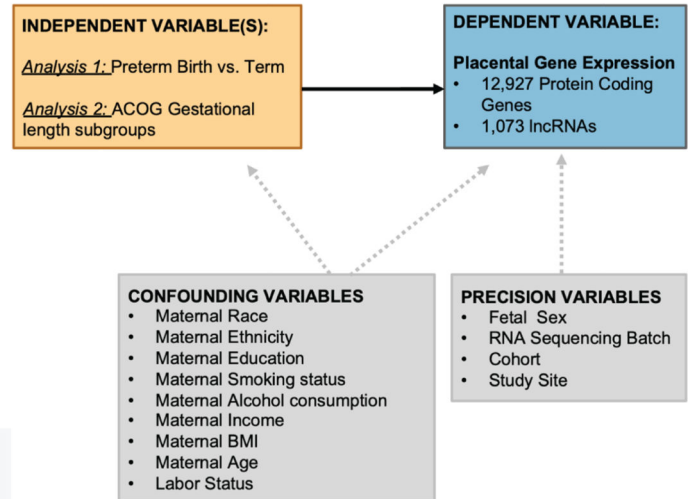 INDEPENDENT VARIABLE(S):
Analysis 1: Preterm Birth vs. Term
Analysis 2: ACOG Gestational
length subgroups
DEPENDENT VARIABLE:
Placental Gene Expression
• 12,927 Protein Coding
Genes
• 1,073 lncRNAs
CONFOUNDING VARIABLES
• Maternal Race
• Maternal Ethnicity
• Maternal Education
• Maternal Smoking status
• Maternal Alcohol consumption
• Maternal Income
• Maternal BMI
• Maternal Age
• Labor Status
PRECISION VARIABLES
• Fetal Sex
• RNA Sequencing Batch
• Cohort
• Study Site